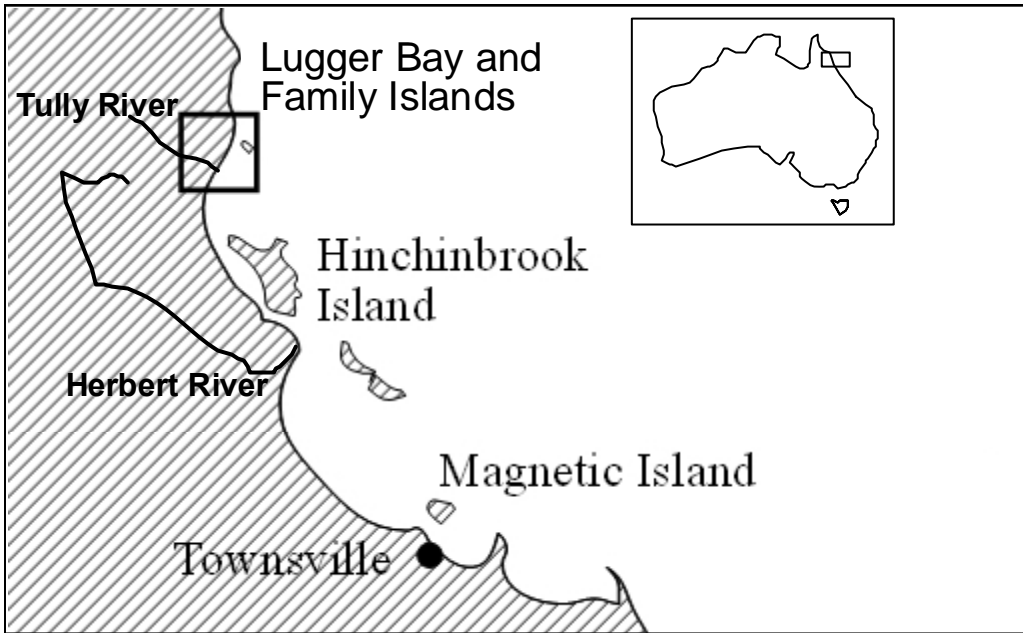 Lugger Bay and
Family Islands
Tully River
Hinchinbrook
Island
Herbert River
Magnetic Island
Townsville